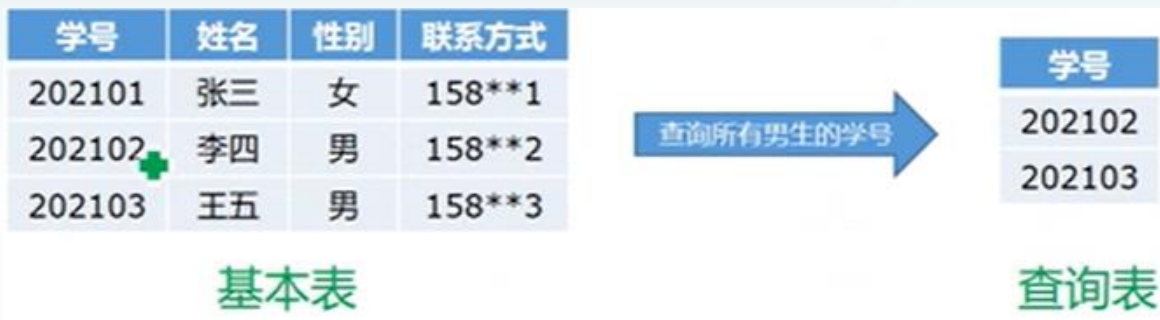 学号 姓名 性别 联系方式
202101 张三 女 158**1
202102 李四 男 158**2
202103 王五 男 158**3
基本表
查询所有男生的学号
学号
202102
202103
查询表